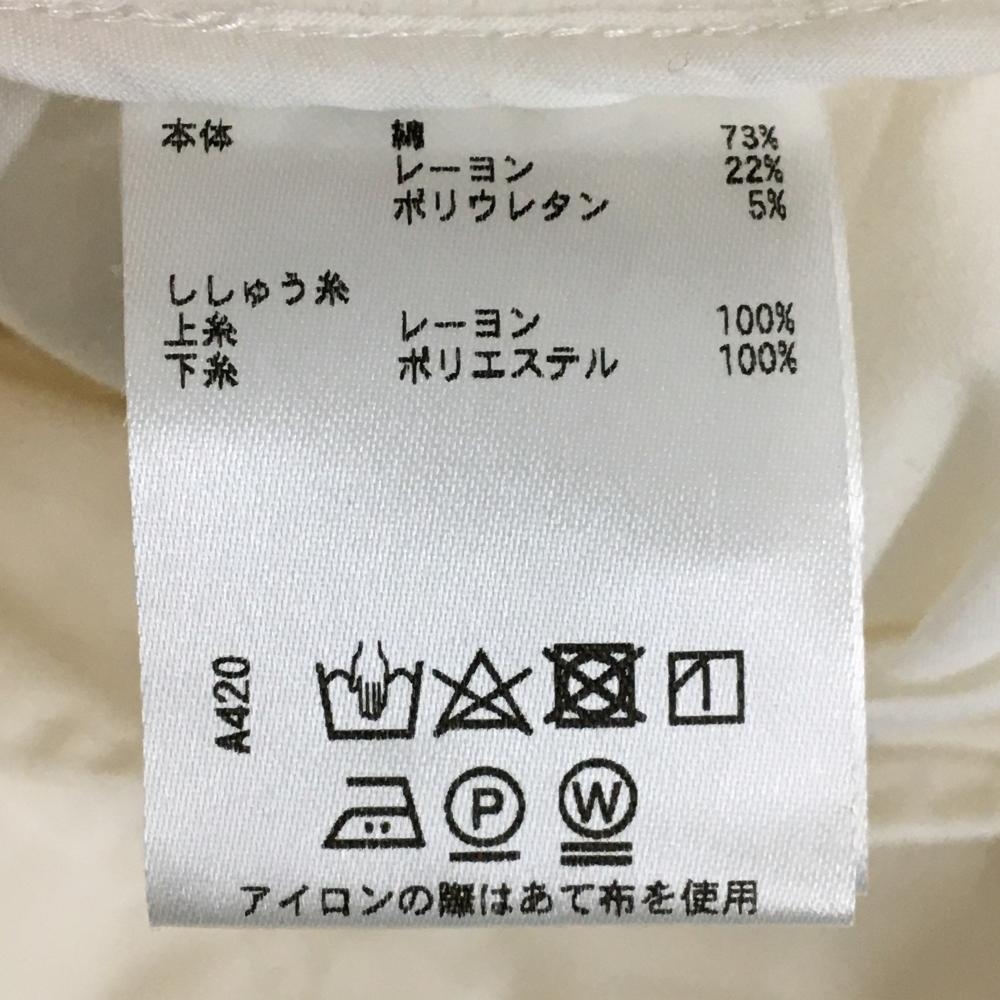 本体 綿 73%
レーヨン 22%
ポリウレタン 5%
ししゅう糸
上糸 レーヨン 100%
下糸 ポリエステル 100%
A420
P W
アイロンの際はあて布を使用